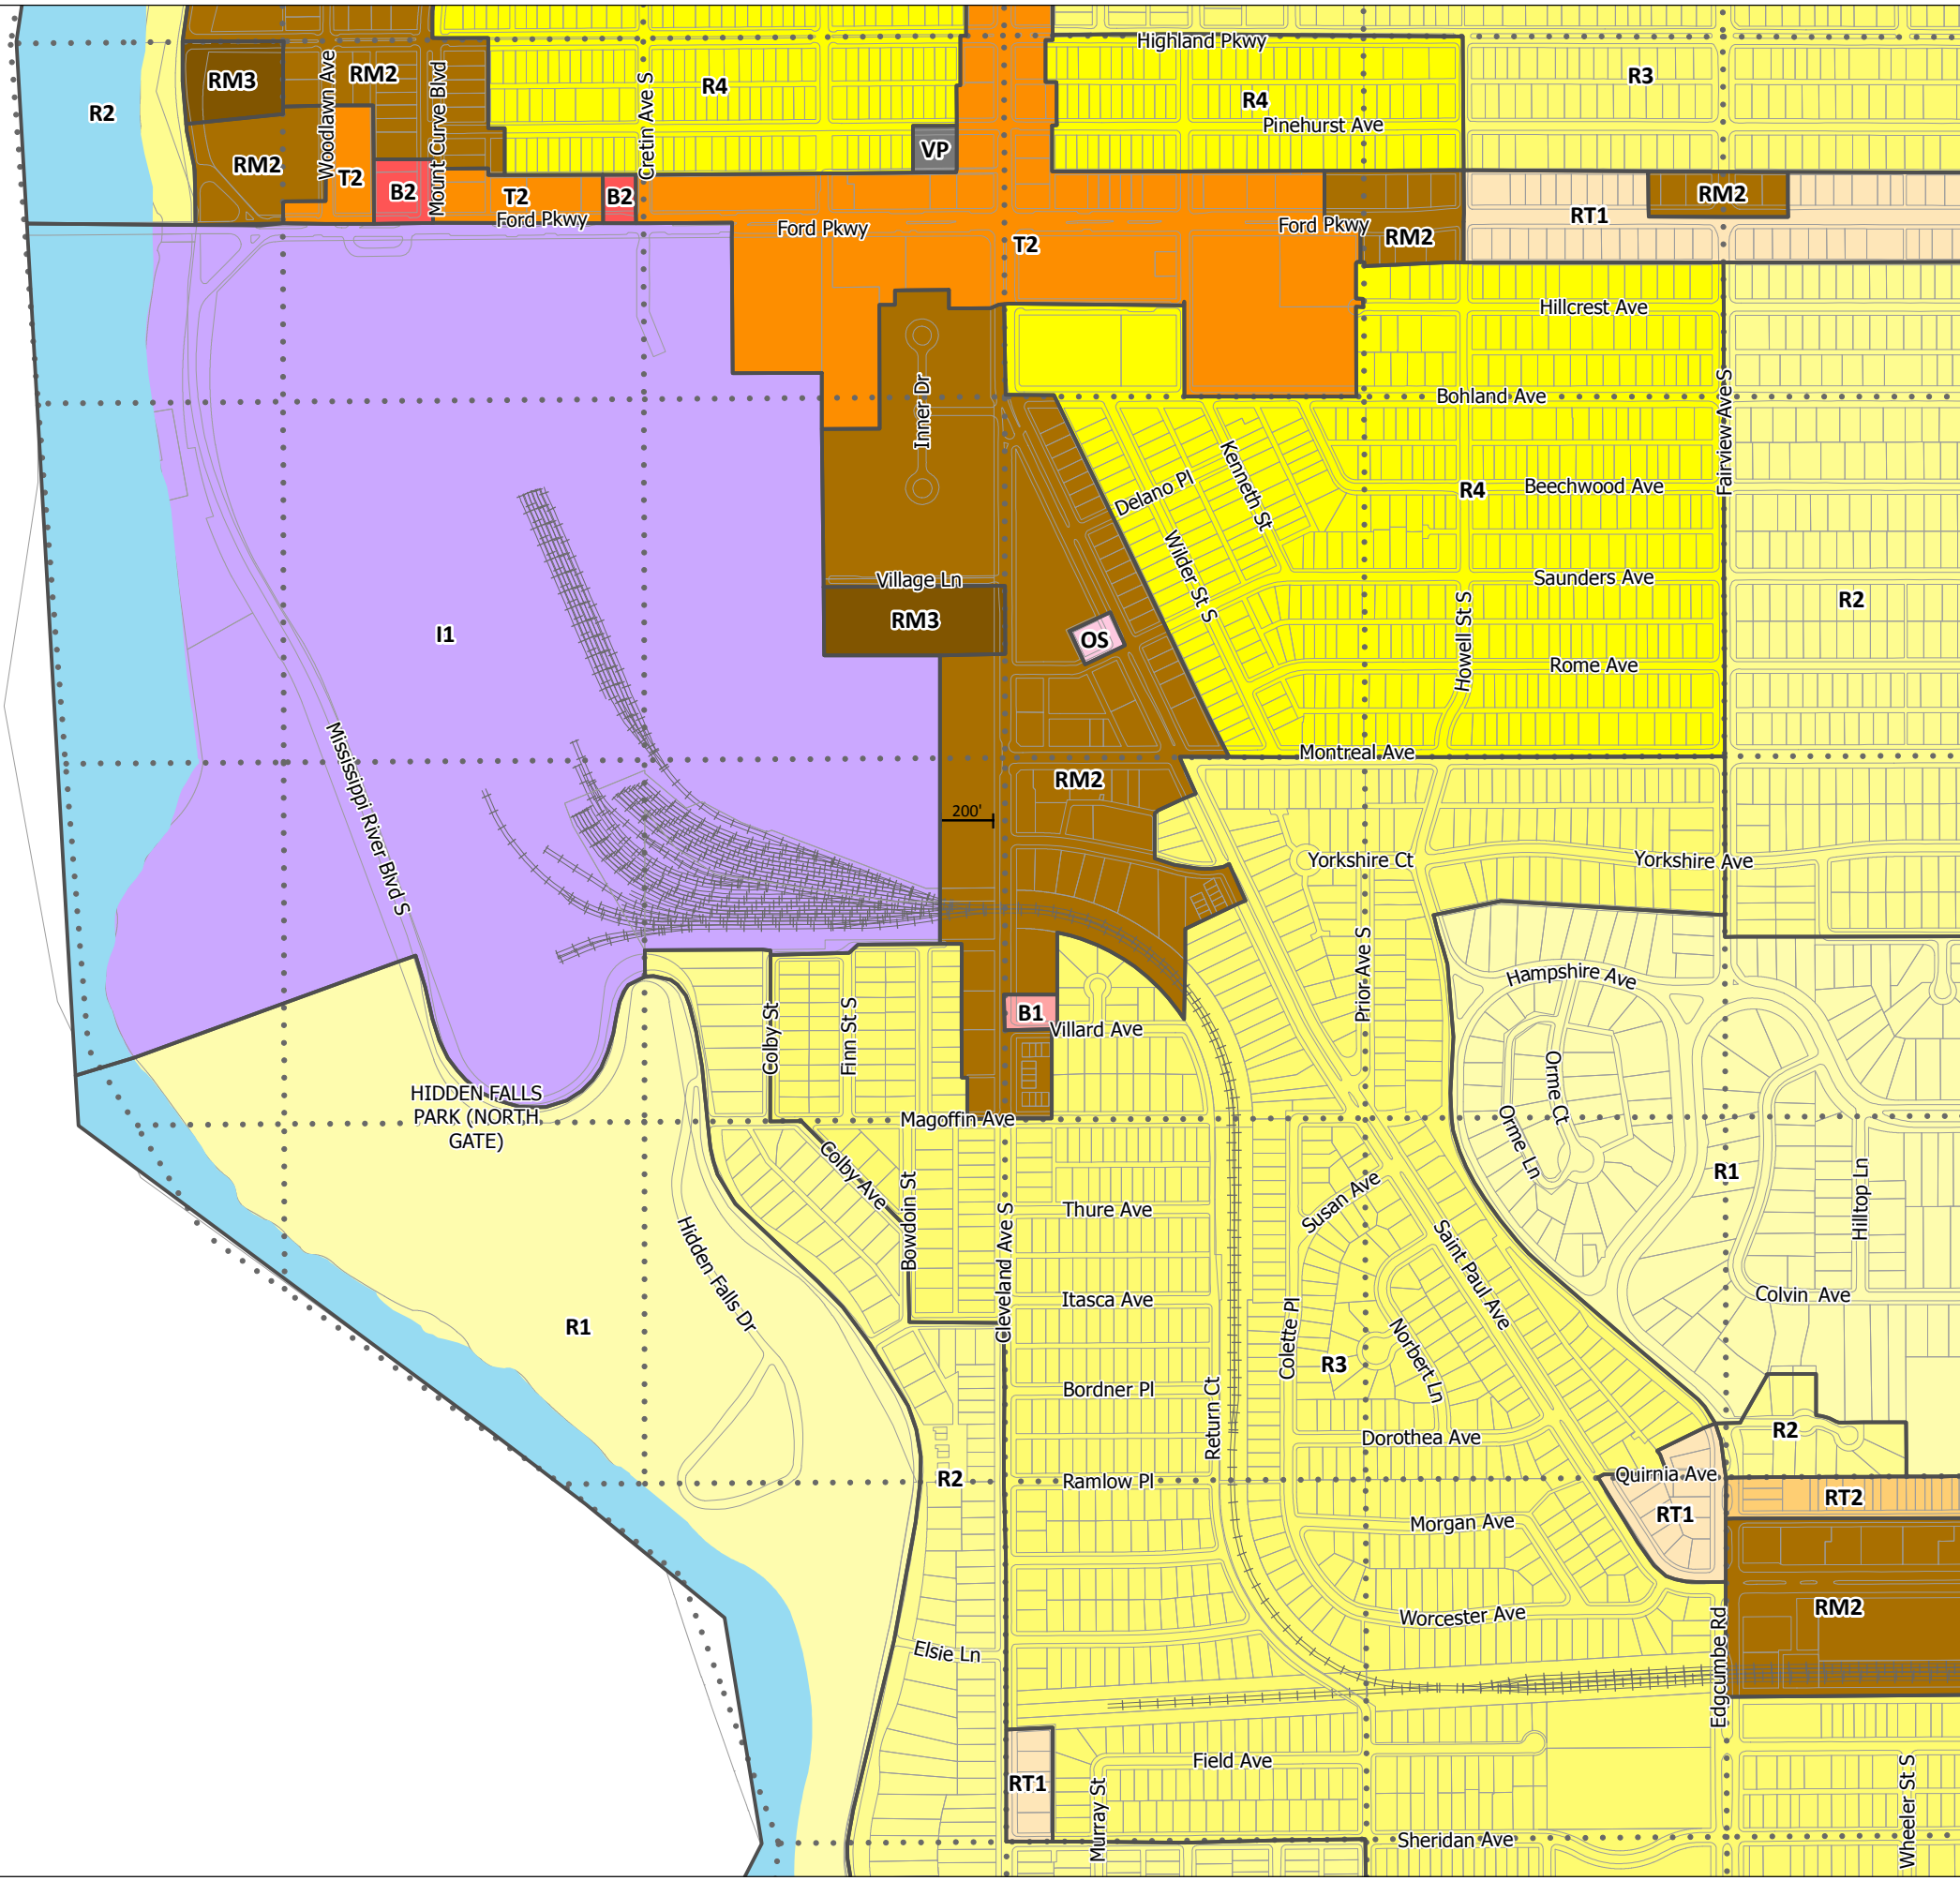 Highland Pkwy
RM3
RM2
Woodlawn Ave
Mount Curve Blvd
Cretin Ave S
R4
R4
R3
R2
Pinehurst Ave
VP
RM2
T2
B2
T2
B2
Ford Pkwy
Ford Pkwy
Ford Pkwy
T2
RM2
RT1
RM2
Hillcrest Ave
Inner Dr
Bohland Ave
Fairview Ave S
Delano Pl
Kenneth St
R4
Beechwood Ave
Wilder St S
Village Ln
Saunders Ave
R2
RM3
I1
OS
Howell St S
Rome Ave
Montreal Ave
Mississippi River Blvd S
RM2
200'
Yorkshire Ct
Yorkshire Ave
Prior Ave S
Hampshire Ave
Colby St
Finn St S
B1
Villard Ave
HIDDEN FALLS
PARK (NORTH
GATE)
Magoffin Ave
Orme Ct
Orme Ln
Colby Ave
Bowdoin St
R1
Hilltop Ln
Susan Ave
Thure Ave
Hidden Falls Dr
Cleveland Ave S
Saint Paul Ave
Itasca Ave
Colvin Ave
R1
Colette Pl
R3
Norbert Ln
Bordner Pl
Return Ct
Dorothea Ave
R2
R2
Ramlow Pl
Quirnia Ave
RT2
RT1
Morgan Ave
Worcester Ave
RM2
Elsie Ln
Edgcumbe Rd
Field Ave
RT1
Murray St
Sheridan Ave
Wheeler St S